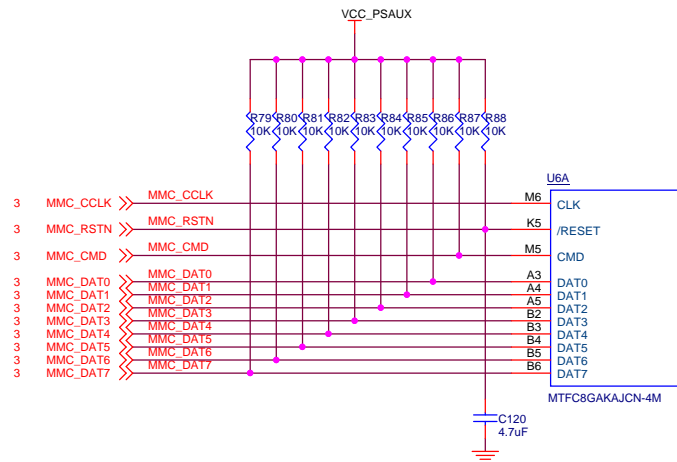 VCC_PSAUX
R79 R80 R81 R82 R83 R84 R85 R86 R87 R88
10K 10K 10K 10K 10K 10K 10K 10K 10K 10K
U6A
3 MMC_CCLK MMC_CCLK M6 CLK
3 MMC_RSTN MMC_RSTN K5 /RESET
3 MMC_CMD MMC_CMD M5 CMD
3 MMC_DAT0 MMC_DAT0 A3 DAT0
3 MMC_DAT1 MMC_DAT1 A4 DAT1
3 MMC_DAT2 MMC_DAT2 A5 DAT2
3 MMC_DAT3 MMC_DAT3 B2 DAT3
3 MMC_DAT4 MMC_DAT4 B3 DAT4
3 MMC_DAT5 MMC_DAT5 B4 DAT5
3 MMC_DAT6 MMC_DAT6 B5 DAT6
3 MMC_DAT7 MMC_DAT7 B6 DAT7
MTFC8GAKAJCN-4M
C120
4.7uF